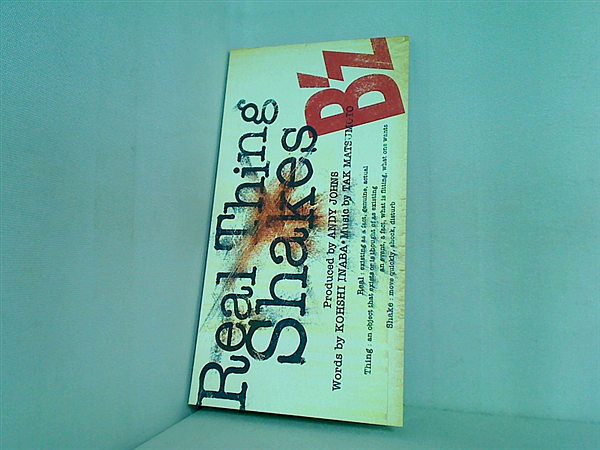 B'z
Real Thing
Shakes
Produced by ANDY JOHNS
Words by KOHSHI INABA • Music by TAK MATSUMOTO
Real : existing as a fact, genuine, actual
Thing : an object that exists or is thought of as existing
an event, a fact, what is fitting, what one wants
Shake : move quickly, shock, disturb